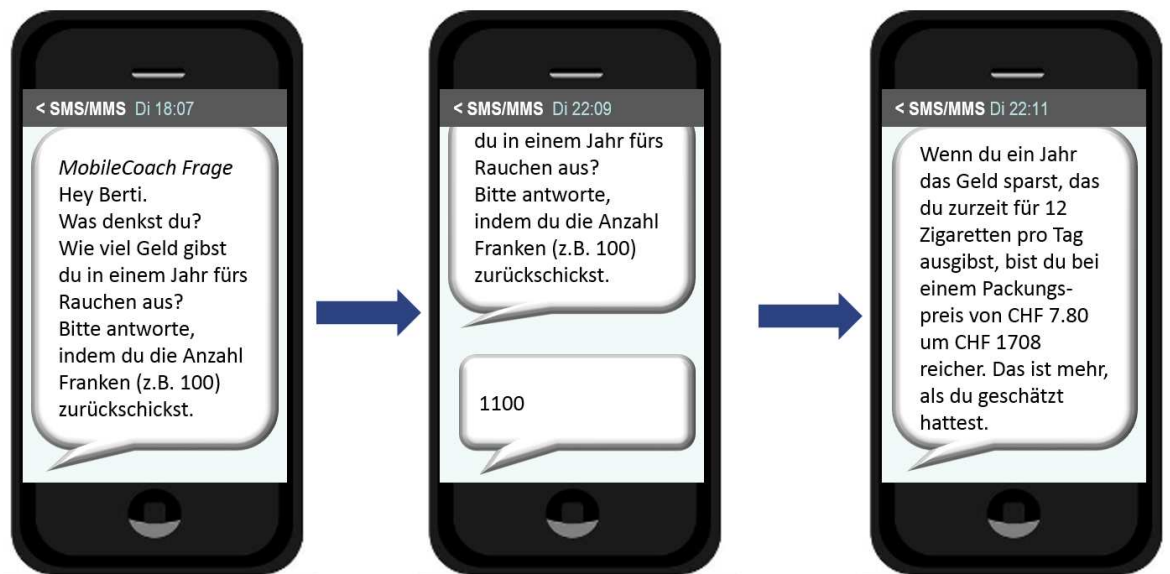 < SMS/MMS Di 18:07
MobileCoach Frage
Hey Berti.
Was denkst du?
Wie viel Geld gibst
du in einem Jahr fürs
Rauchen aus?
Bitte antworte,
indem du die Anzahl
Franken (z.B. 100)
zurückschickst.
< SMS/MMS Di 22:09
du in einem Jahr fürs
Rauchen aus?
Bitte antworte,
indem du die Anzahl
Franken (z.B. 100)
zurückschickst.
1100
< SMS/MMS Di 22:11
Wenn du ein Jahr
das Geld sparst, das
du zurzeit für 12
Zigaretten pro Tag
ausgibst, bist du bei
einem Packungs-
preis von CHF 7.80
um CHF 1708
reicher. Das ist mehr,
als du geschätzt
hattest.